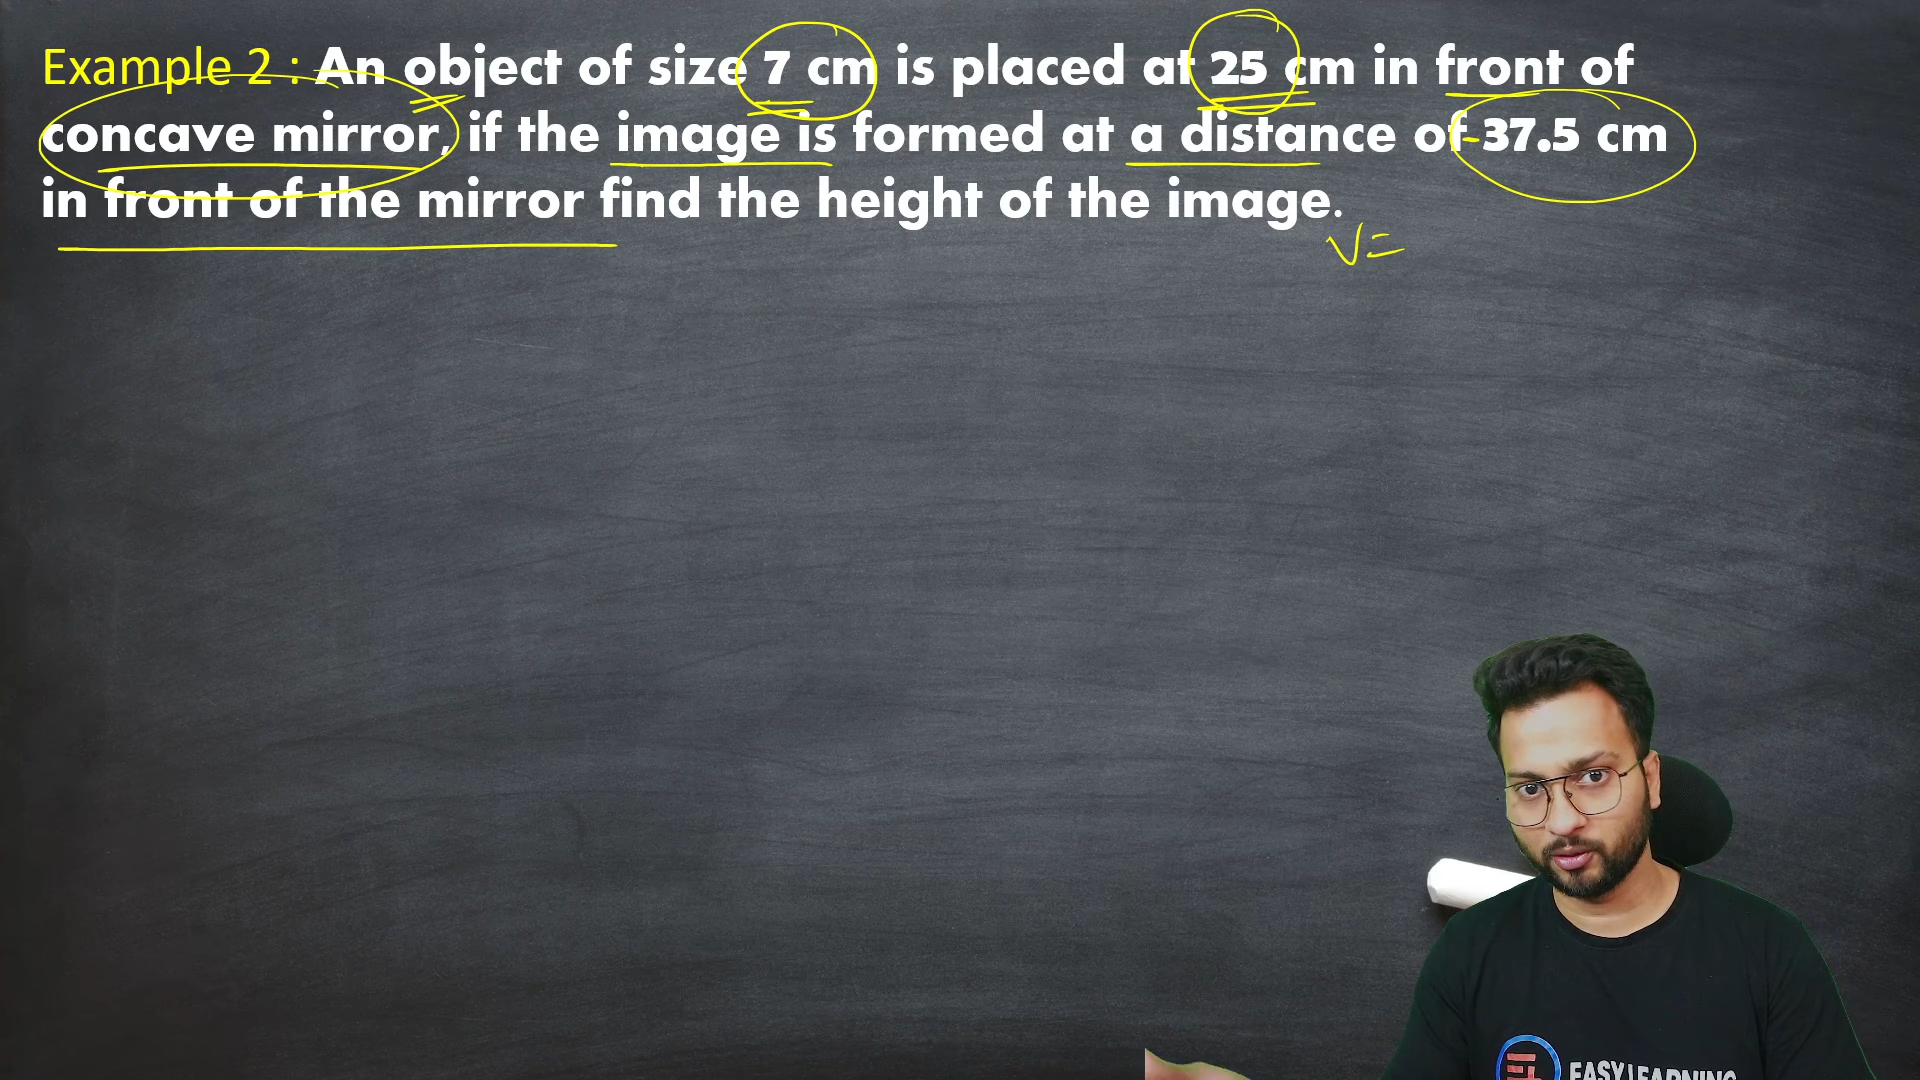 Example 2 : An object of size 7 cm is placed at 25 cm in front of
concave mirror, if the image is formed at a distance of -37.5 cm
in front of the mirror find the height of the image.
V=
EASY LEARNING